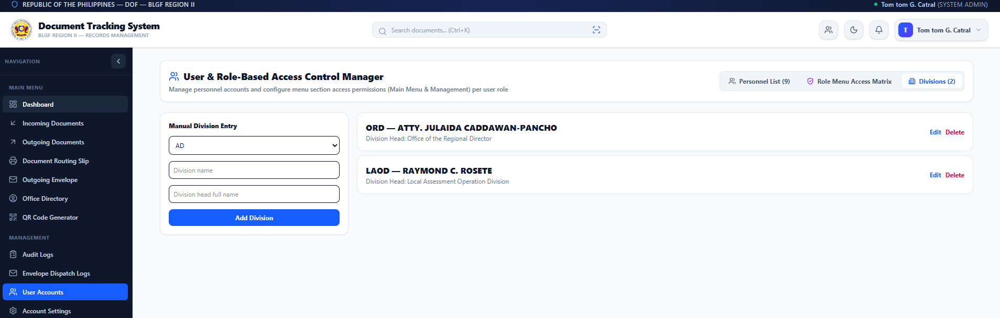 REPUBLIC OF THE PHILIPPINES — DOF — BLGF REGION II
Tom tom G. Catral (SYSTEM ADMIN)
Document Tracking System
BLGF REGION II — RECORDS MANAGEMENT
Search documents... (Ctrl+K)
T
Tom tom G. Catral
NAVIGATION
MAIN MENU
Dashboard
Incoming Documents
Outgoing Documents
Document Routing Slip
Outgoing Envelope
Office Directory
QR Code Generator
MANAGEMENT
Audit Logs
Envelope Dispatch Logs
User Accounts
Account Settings
User & Role-Based Access Control Manager
Manage personnel accounts and configure menu section access permissions (Main Menu & Management) per user role
Personnel List (9)
Role Menu Access Matrix
Divisions (2)
Manual Division Entry
AD
Division name
Division head full name
Add Division
ORD — ATTY. JULAIDA CADDAWAN-PANCHO
Division Head: Office of the Regional Director
Edit Delete
LAOD — RAYMOND C. ROSETE
Division Head: Local Assessment Operation Division
Edit Delete